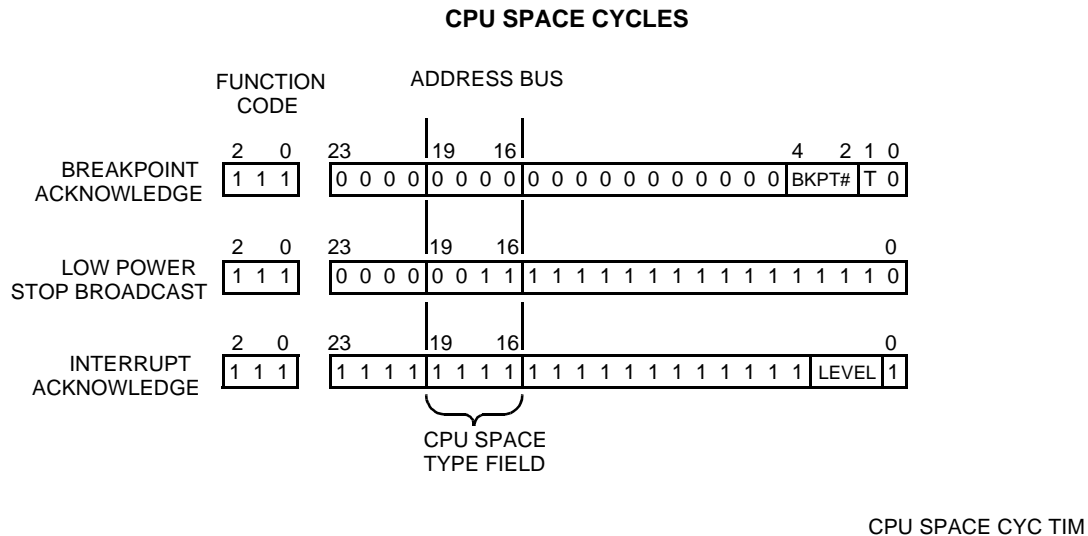 CPU SPACE CYCLES
FUNCTION
CODE
ADDRESS BUS
2 0 23 19 16 4 2 1 0
BREAKPOINT
ACKNOWLEDGE
1 1 1 0 0 0 0 0 0 0 0 0 0 0 0 0 0 0 0 0 0 0 BKPT# T 0
2 0 23 19 16 0
LOW POWER
STOP BROADCAST
1 1 1 0 0 0 0 0 0 1 1 1 1 1 1 1 1 1 1 1 1 1 1 1 1 1 0
2 0 23 19 16 0
INTERRUPT
ACKNOWLEDGE
1 1 1 1 1 1 1 1 1 1 1 1 1 1 1 1 1 1 1 1 1 1 1 LEVEL 1
CPU SPACE
TYPE FIELD
CPU SPACE CYC TIM